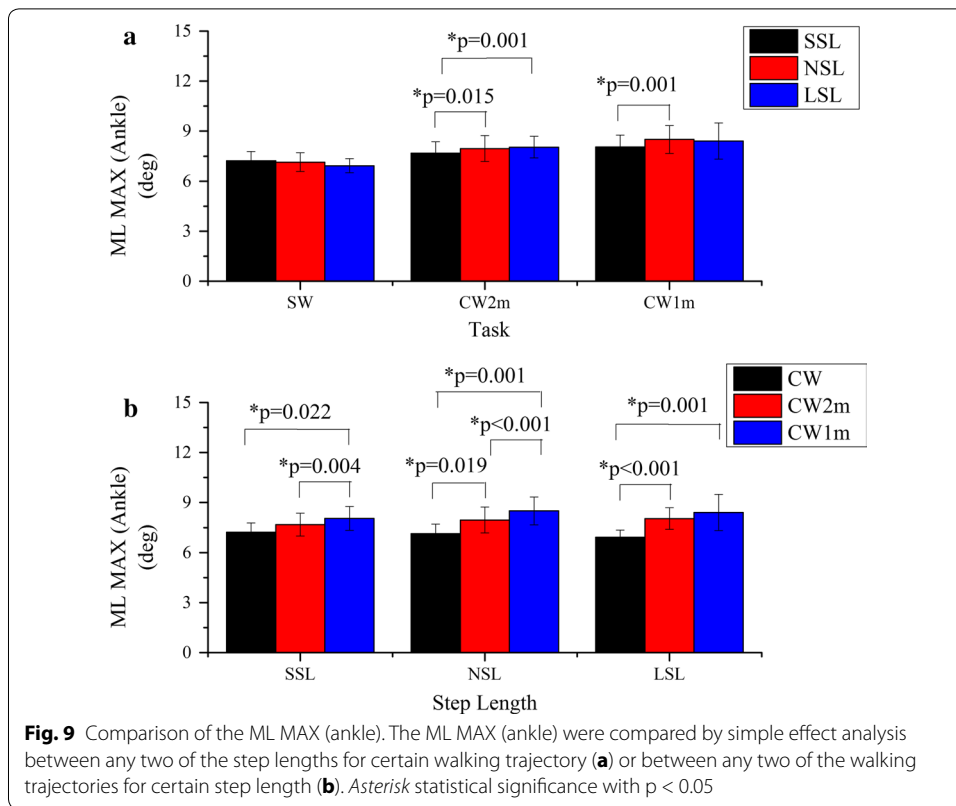 a
15
12
9
6
3
0
ML MAX (Ankle)
(deg)
*p=0.001
*p=0.015
*p=0.001
SSL
NSL
LSL
SW CW2m CW1m
Task
b
15
12
9
6
3
0
ML MAX (Ankle)
(deg)
*p=0.022
*p=0.004
*p=0.001
*p<0.001
*p=0.019
*p=0.001
*p<0.001
CW
CW2m
CW1m
SSL NSL LSL
Step Length
Fig. 9 Comparison of the ML MAX (ankle). The ML MAX (ankle) were compared by simple effect analysis
between any two of the step lengths for certain walking trajectory (a) or between any two of the walking
trajectories for certain step length (b). Asterisk statistical significance with p < 0.05